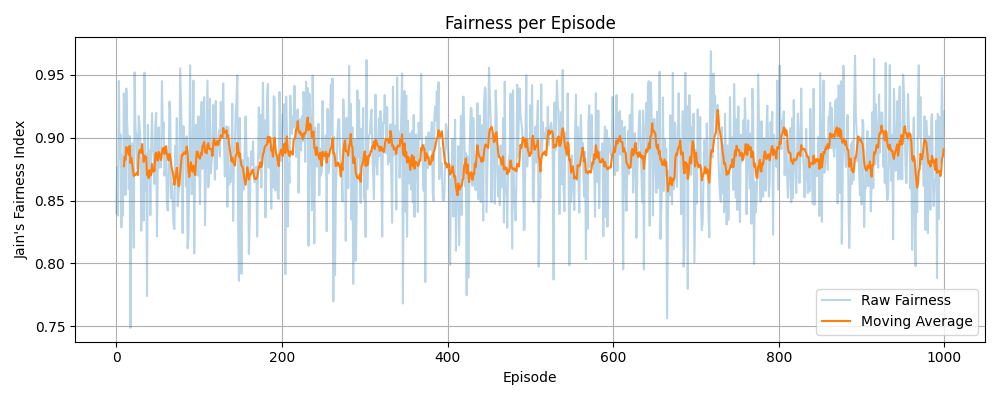 Fairness per Episode
Jain's Fairness Index
0.95
0.90
0.85
0.80
0.75
0
200
400
600
800
1000
Episode
Raw Fairness
Moving Average